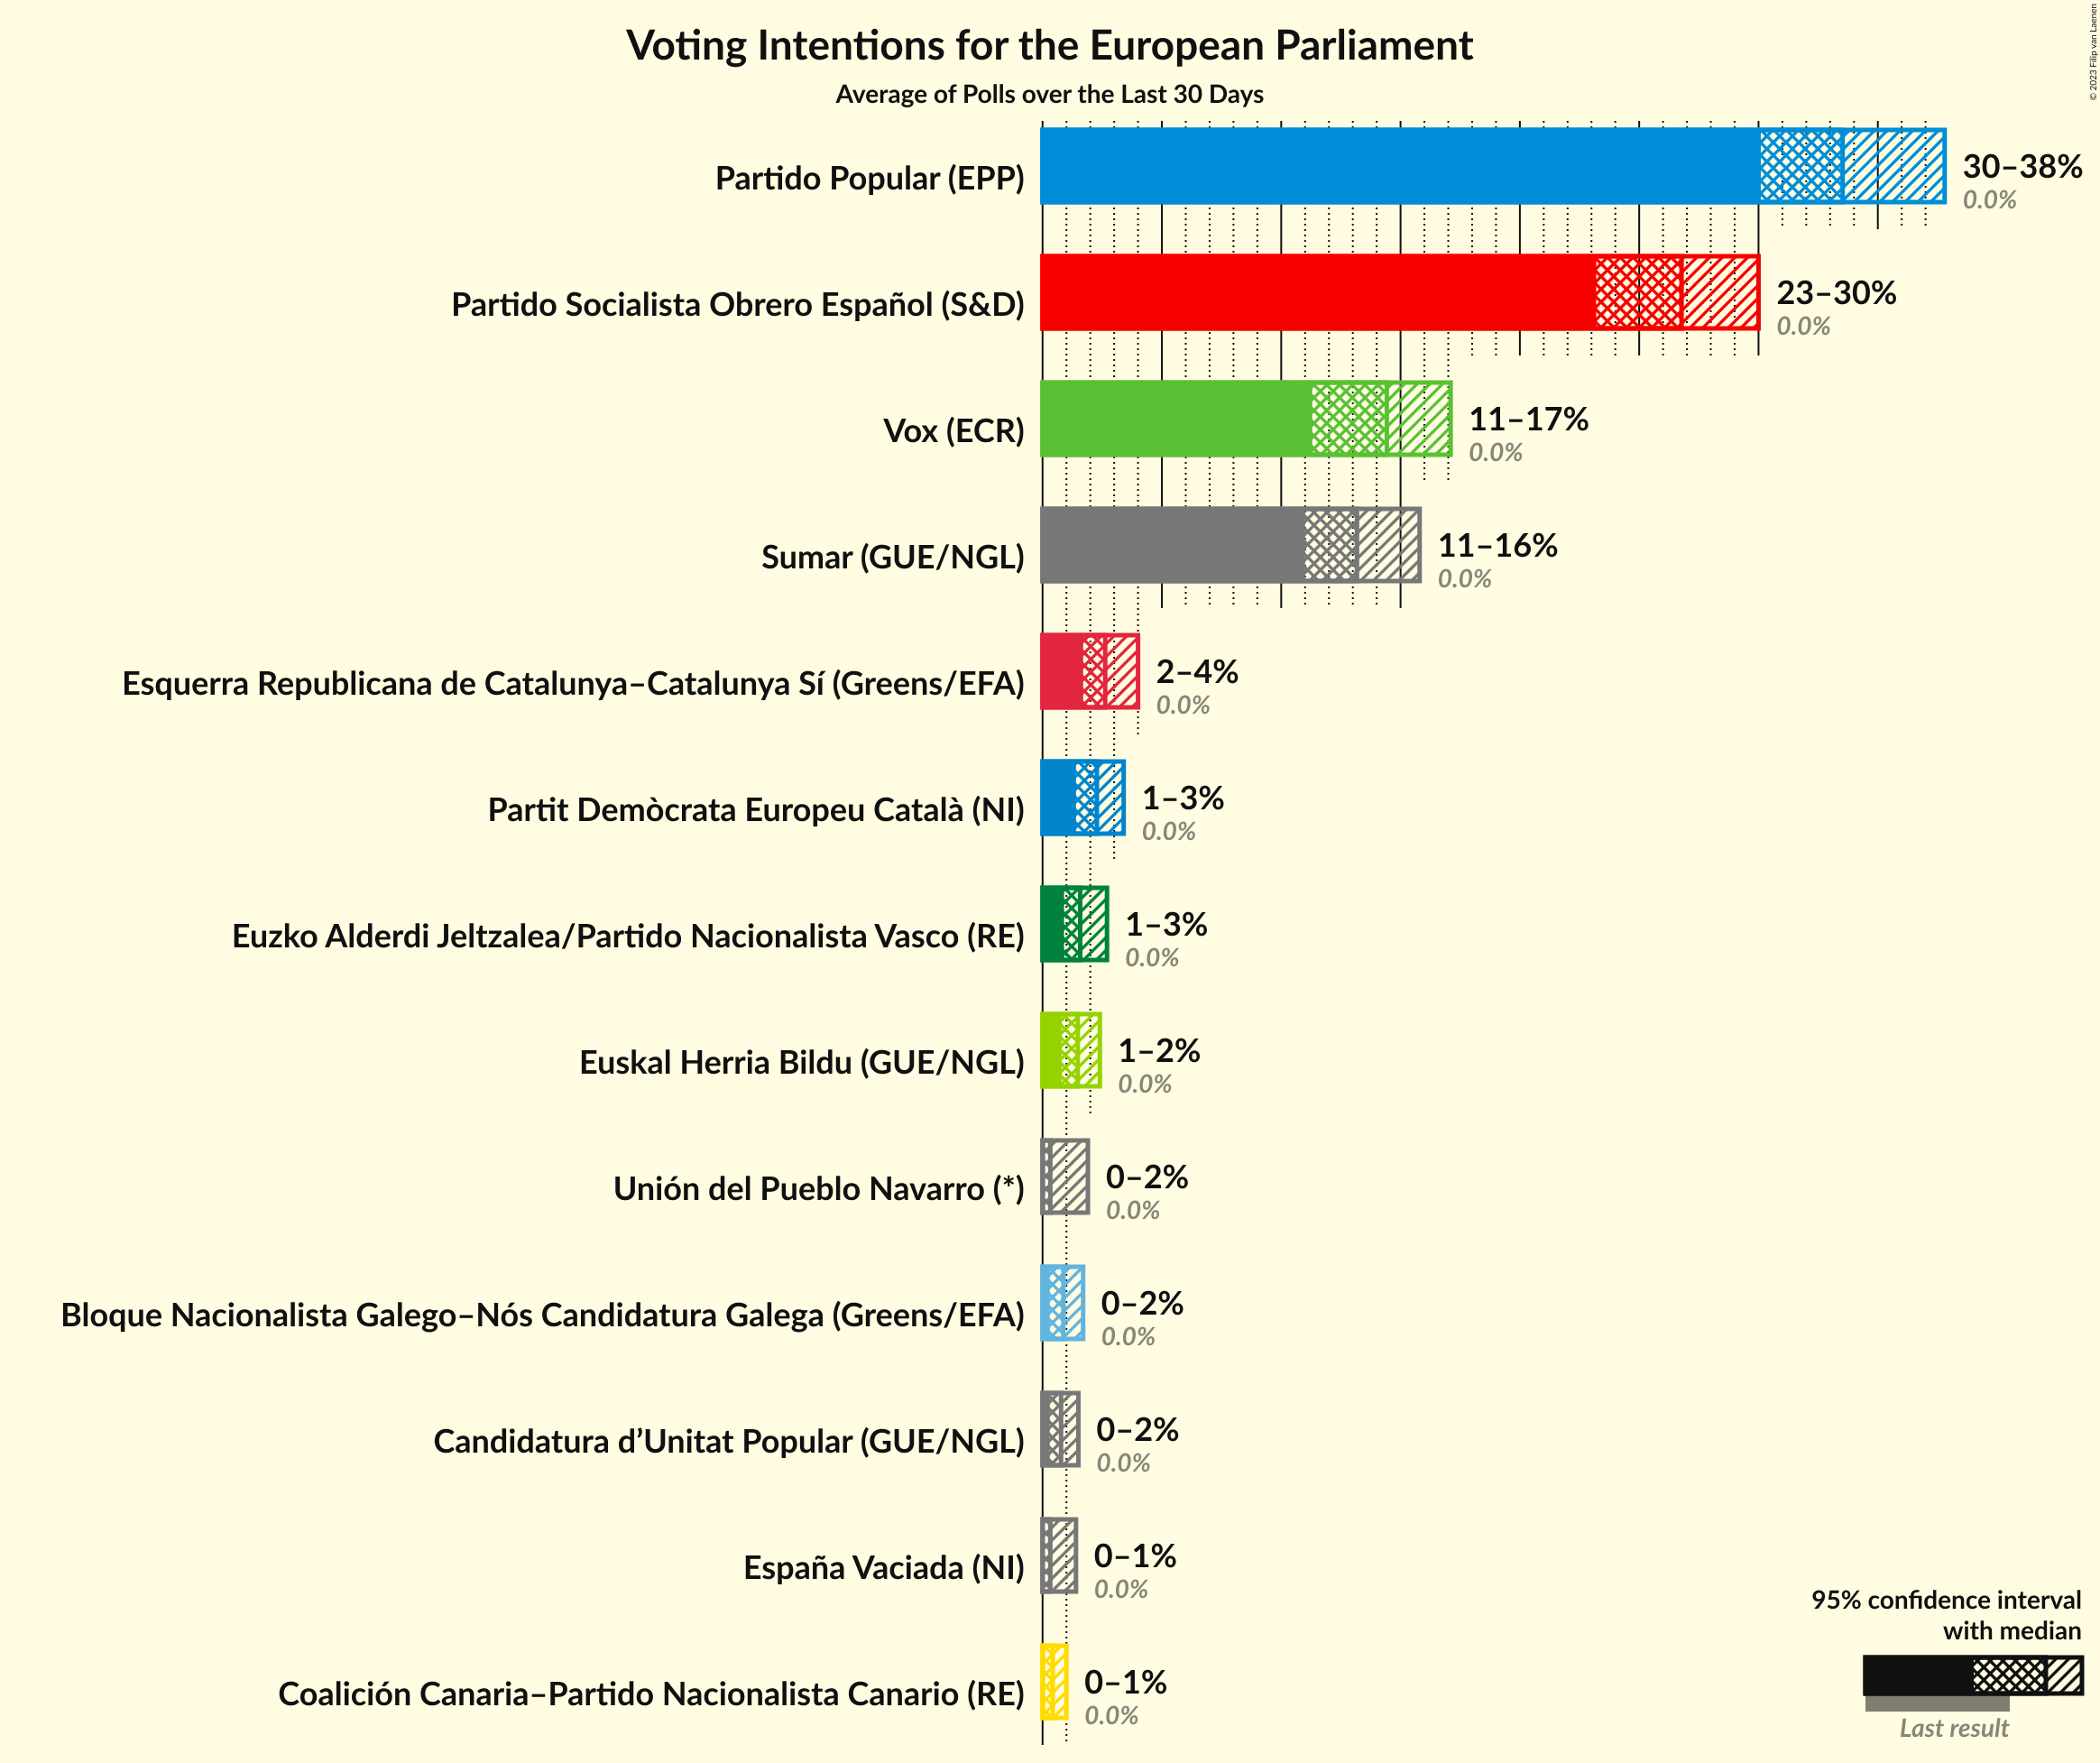 © 2023 Filip van Laenen
Voting Intentions for the European Parliament
Average of Polls over the Last 30 Days
Partido Popular (EPP)
30–38%
0.0%
Partido Socialista Obrero Español (S&D)
23–30%
0.0%
Vox (ECR)
11–17%
0.0%
Sumar (GUE/NGL)
11–16%
0.0%
Esquerra Republicana de Catalunya–Catalunya Sí (Greens/EFA)
2–4%
0.0%
Partit Demòcrata Europeu Català (NI)
1–3%
0.0%
Euzko Alderdi Jeltzalea/Partido Nacionalista Vasco (RE)
1–3%
0.0%
Euskal Herria Bildu (GUE/NGL)
1–2%
0.0%
Unión del Pueblo Navarro (*)
0–2%
0.0%
Bloque Nacionalista Galego–Nós Candidatura Galega (Greens/EFA)
0–2%
0.0%
Candidatura d’Unitat Popular (GUE/NGL)
0–2%
0.0%
España Vaciada (NI)
0–1%
0.0%
Coalición Canaria–Partido Nacionalista Canario (RE)
0–1%
0.0%
95% confidence interval
with median
Last result